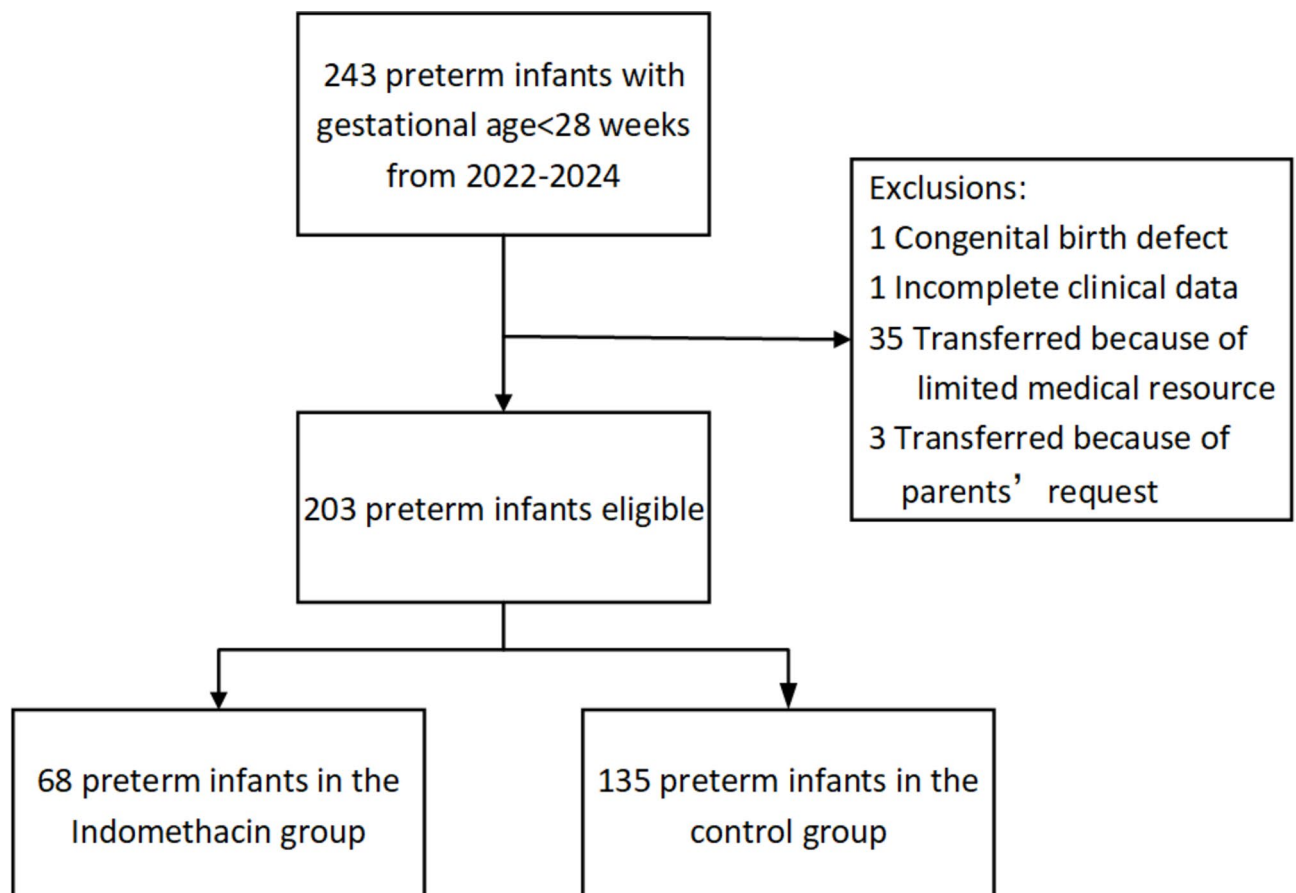 243 preterm infants with
gestational age<28 weeks
from 2022-2024
Exclusions:
1 Congenital birth defect
1 Incomplete clinical data
35 Transferred because of
limited medical resource
3 Transferred because of
parents’ request
203 preterm infants eligible
68 preterm infants in the
Indomethacin group
135 preterm infants in the
control group